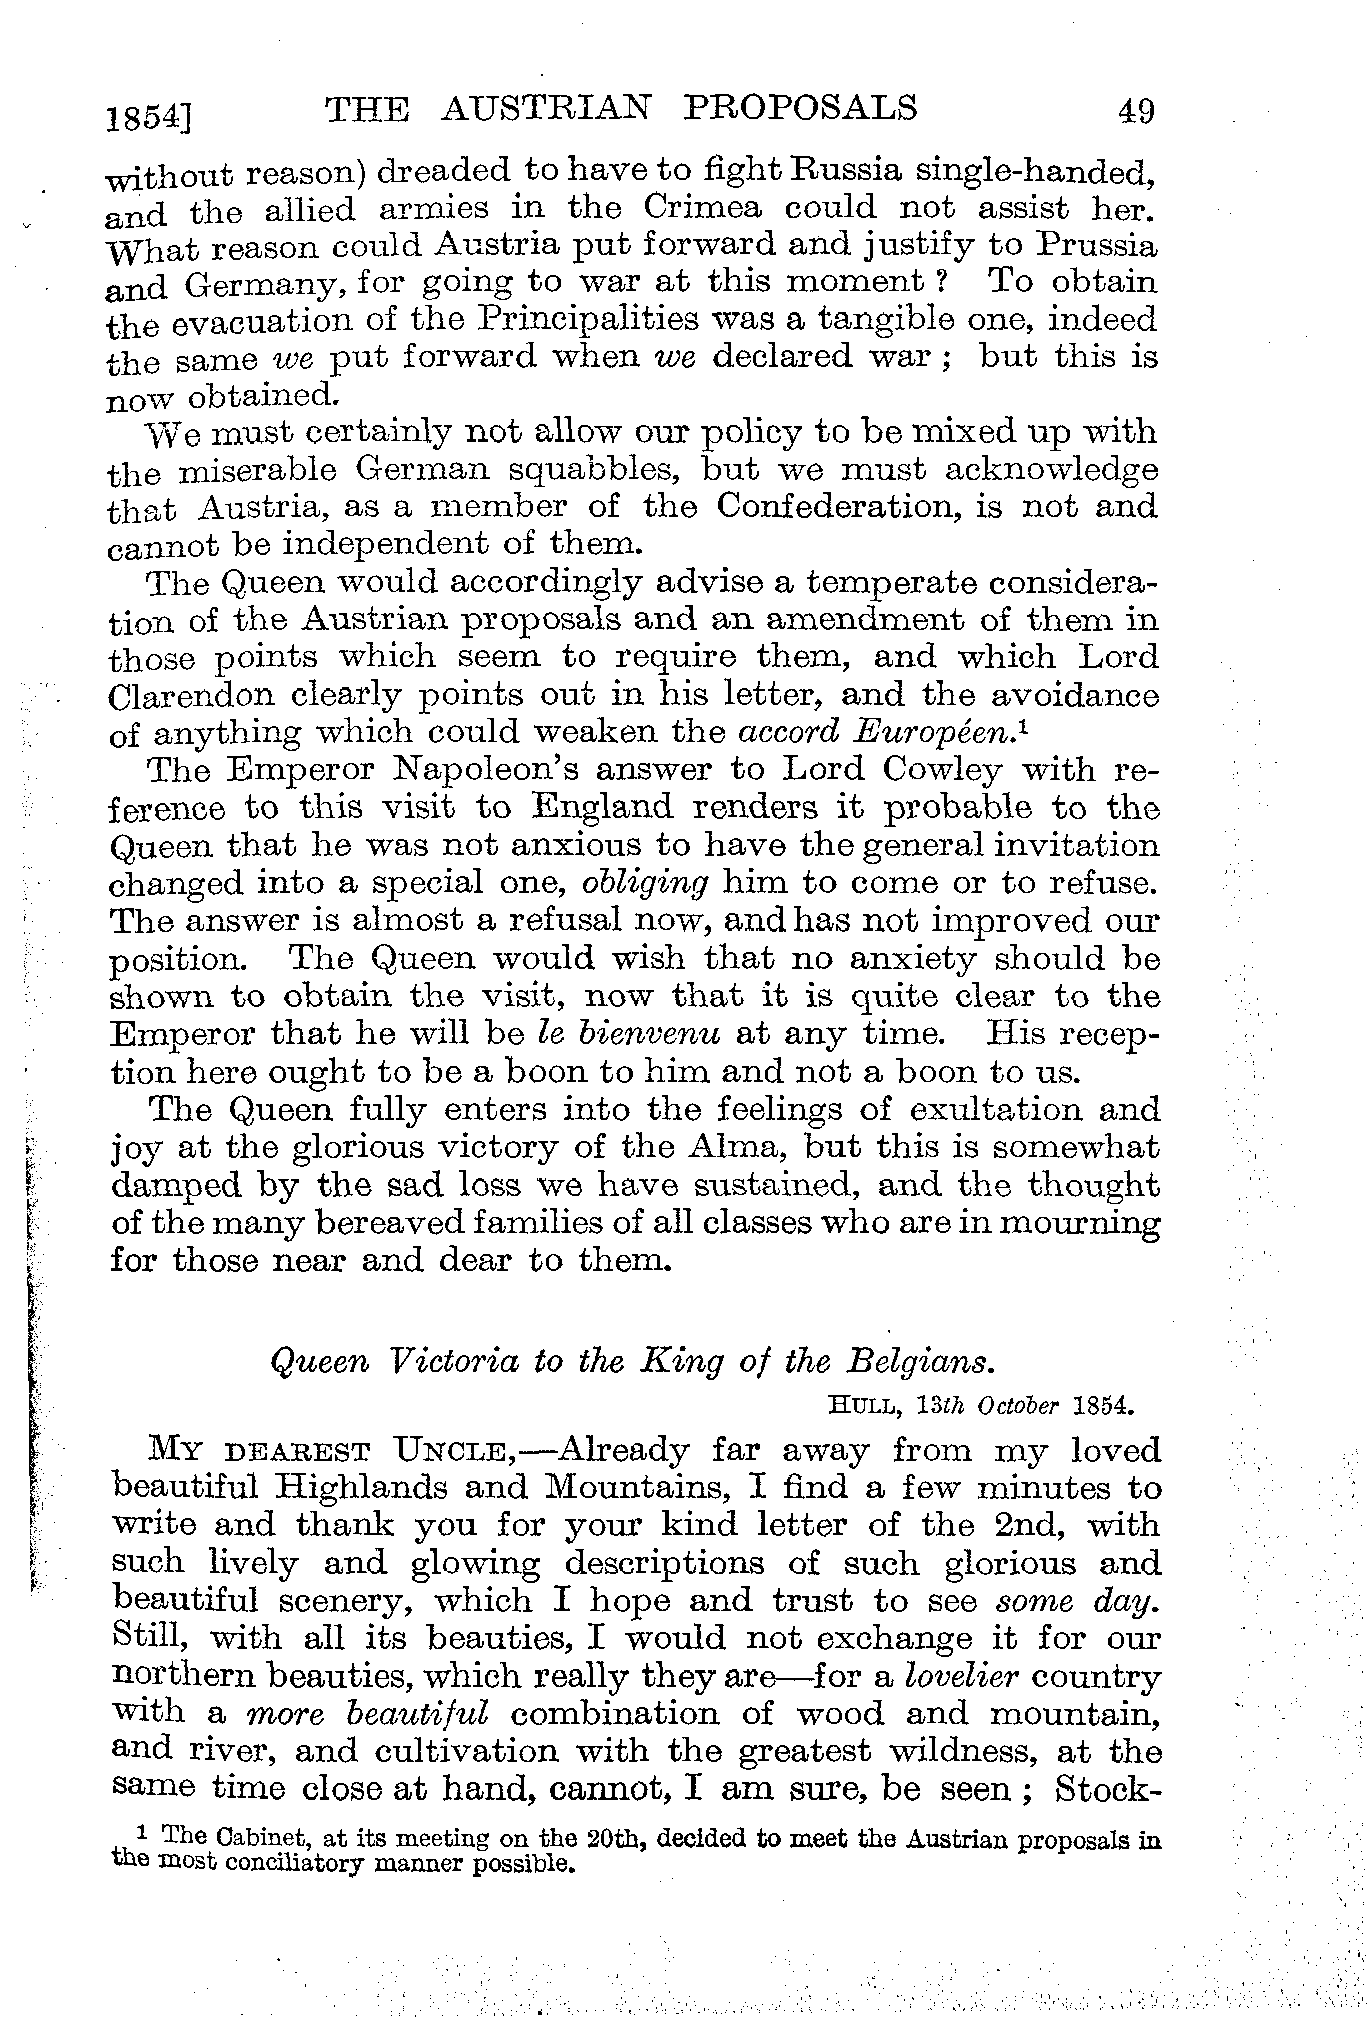 1854] THE AUSTRIAN PROPOSALS 49
without reason) dreaded to have to fight Russia single-handed,
and the allied armies in the Crimea could not assist her.
What reason could Austria put forward and justify to Prussia
and Germany, for going to war at this moment ? To obtain
the evacuation of the Principalities was a tangible one, indeed
the same we put forward when we declared war ; but this is
now obtained.
We must certainly not allow our policy to be mixed up with
the miserable German squabbles, but we must acknowledge
that Austria, as a member of the Confederation, is not and
cannot be independent of them.
The Queen would accordingly advise a temperate considera-
tion of the Austrian proposals and an amendment of them in
those points which seem to require them, and which Lord
Clarendon clearly points out in his letter, and the avoidance
of anything which could weaken the accord Européen.¹
The Emperor Napoleon's answer to Lord Cowley with re-
ference to this visit to England renders it probable to the
Queen that he was not anxious to have the general invitation
changed into a special one, obliging him to come or to refuse.
The answer is almost a refusal now, and has not improved our
position. The Queen would wish that no anxiety should be
shown to obtain the visit, now that it is quite clear to the
Emperor that he will be le bienvenu at any time. His recep-
tion here ought to be a boon to him and not a boon to us.
The Queen fully enters into the feelings of exultation and
joy at the glorious victory of the Alma, but this is somewhat
damped by the sad loss we have sustained, and the thought
of the many bereaved families of all classes who are in mourning
for those near and dear to them.
Queen Victoria to the King of the Belgians.
HULL, 13th October 1854.
MY DEAREST UNCLE,—Already far away from my loved
beautiful Highlands and Mountains, I find a few minutes to
write and thank you for your kind letter of the 2nd, with
such lively and glowing descriptions of such glorious and
beautiful scenery, which I hope and trust to see some day.
Still, with all its beauties, I would not exchange it for our
northern beauties, which really they are—for a lovelier country
with a more beautiful combination of wood and mountain,
and river, and cultivation with the greatest wildness, at the
same time close at hand, cannot, I am sure, be seen ; Stock-
¹ The Cabinet, at its meeting on the 20th, decided to meet the Austrian proposals in
the most conciliatory manner possible.